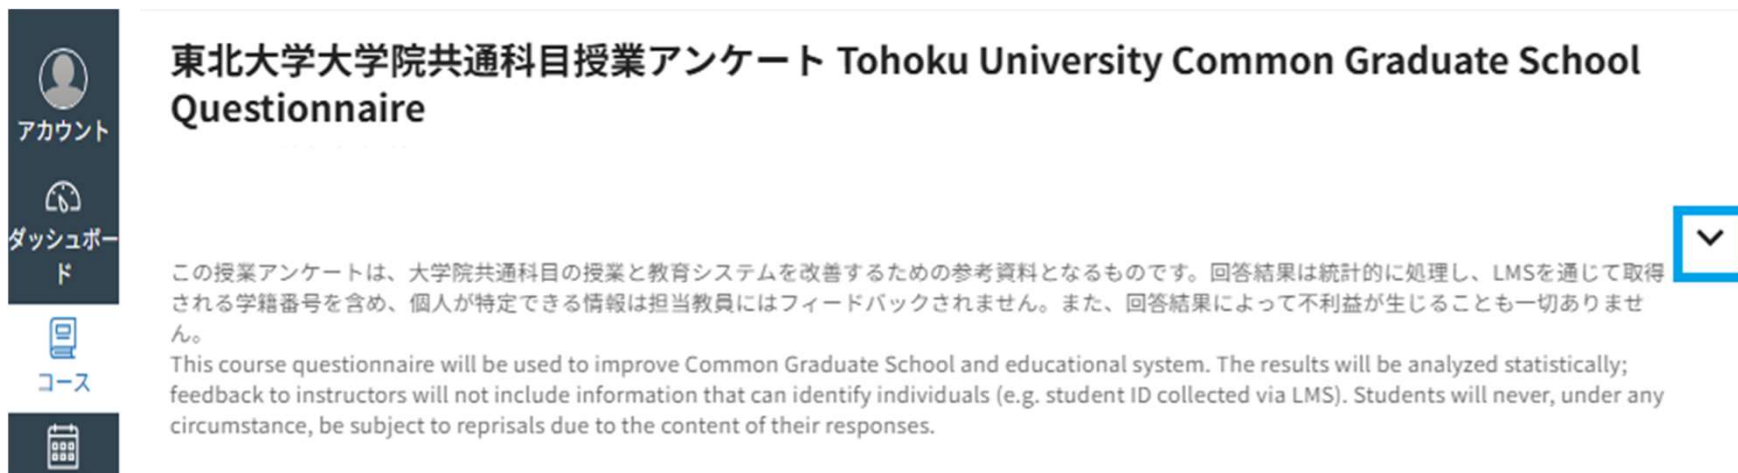 アカウント
ダッシュボー
ド
コース
東北大学大学院共通科目授業アンケート Tohoku University Common Graduate School
Questionnaire
この授業アンケートは、大学院共通科目の授業と教育システムを改善するための参考資料となるものです。回答結果は統計的に処理し、LMSを通じて取得
される学籍番号を含め、個人が特定できる情報は担当教員にはフィードバックされません。また、回答結果によって不利益が生じることも一切ありませ
ん。
This course questionnaire will be used to improve Common Graduate School and educational system. The results will be analyzed statistically;
feedback to instructors will not include information that can identify individuals (e.g. student ID collected via LMS). Students will never, under any
circumstance, be subject to reprisals due to the content of their responses.